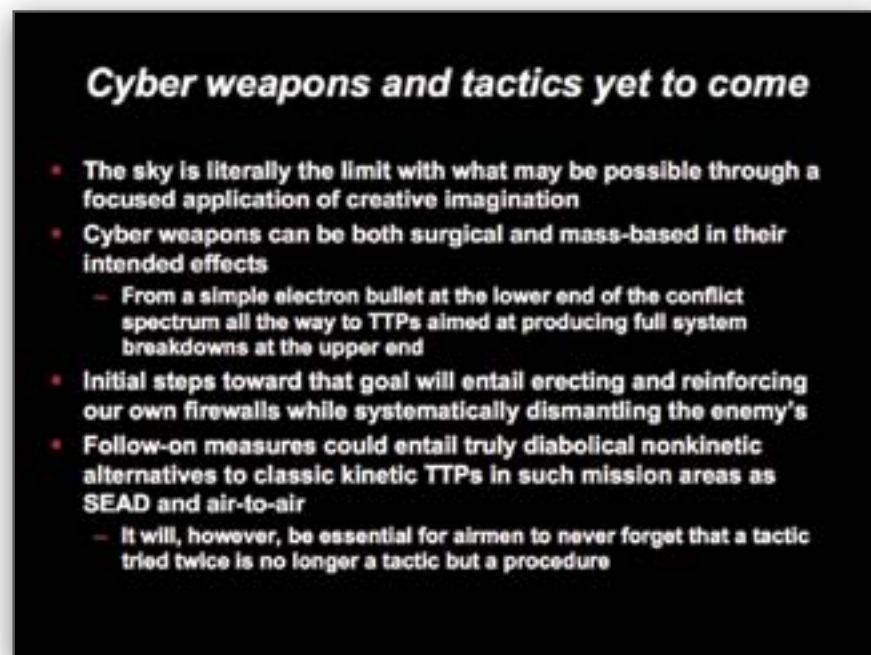 Cyber weapons and tactics yet to come
• The sky is literally the limit with what may be possible through a
focused application of creative imagination
• Cyber weapons can be both surgical and mass-based in their
intended effects
– From a simple electron bullet at the lower end of the conflict
spectrum all the way to TTPs aimed at producing full system
breakdowns at the upper end
• Initial steps toward that goal will entail erecting and reinforcing
our own firewalls while systematically dismantling the enemy's
• Follow-on measures could entail truly diabolical nonkinetic
alternatives to classic kinetic TTPs in such mission areas as
SEAD and air-to-air
– It will, however, be essential for airmen to never forget that a tactic
tried twice is no longer a tactic but a procedure